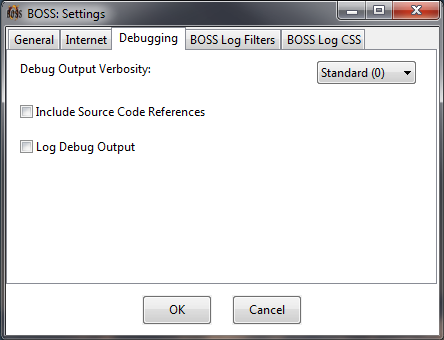 BOSS: Settings
General Internet Debugging BOSS Log Filters BOSS Log CSS
Debug Output Verbosity: Standard (0)
Include Source Code References
Log Debug Output
OK Cancel